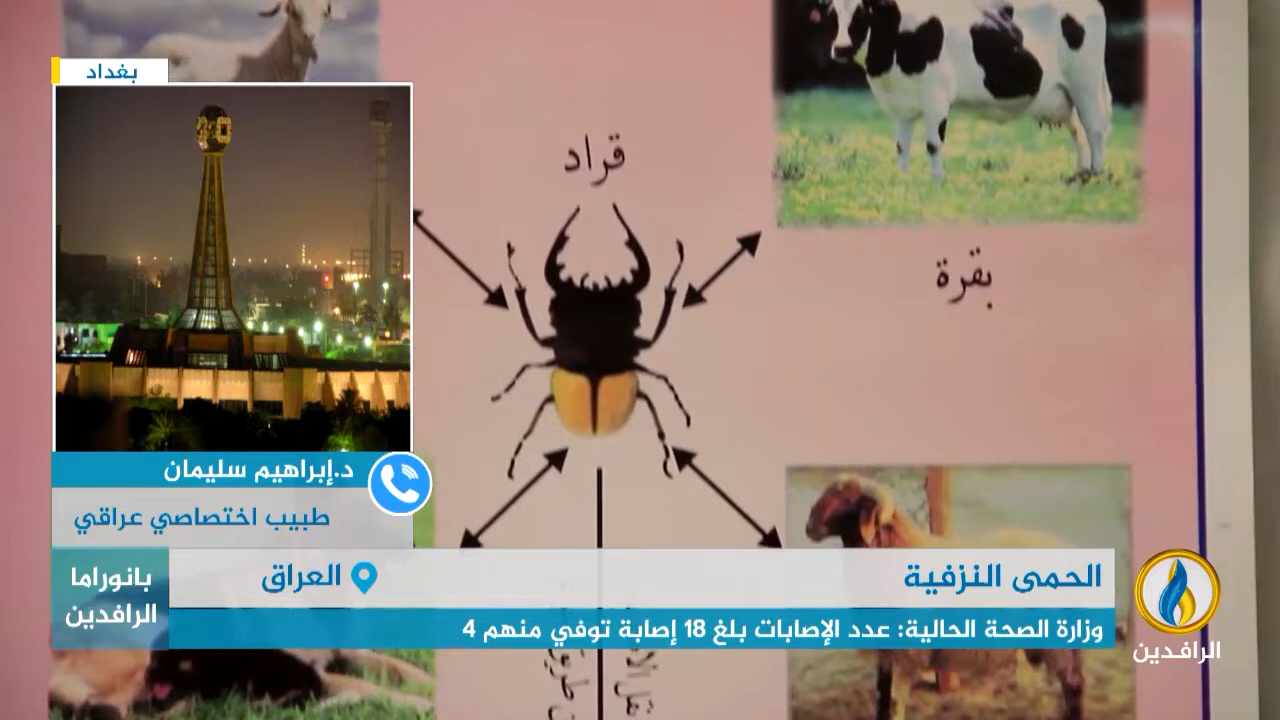 بغداد
قراد
بقرة
د.إبراهيم سليمان
طبيب اختصاصي عراقي
الحمى النزفية
العراق
بانوراما
الرافدين
وزارة الصحة الحالية: عدد الإصابات بلغ 18 إصابة توفي منهم 4
الرافدين